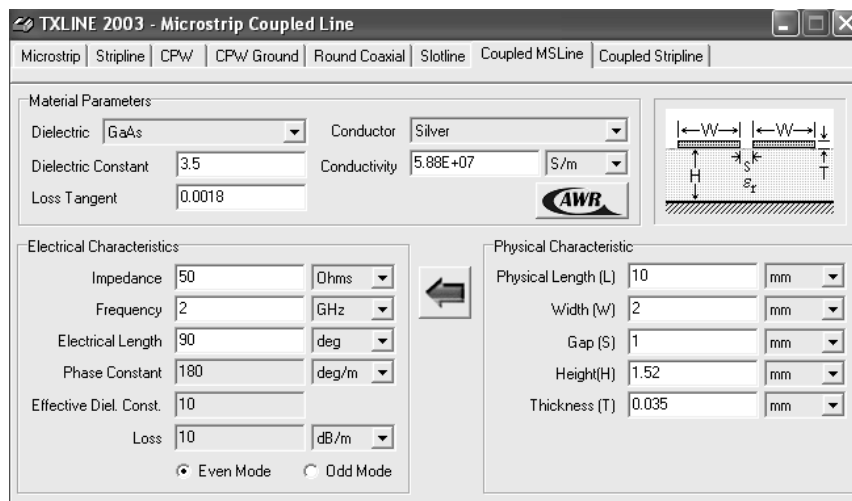 TXLINE 2003 - Microstrip Coupled Line
Microstrip | Stripline | CPW | CPW Ground | Round Coaxial | Slotline | Coupled MSLine | Coupled Stripline
Material Parameters
Dielectric GaAs Conductor Silver
Dielectric Constant 3.5 Conductivity 5.88E+07 S/m
Loss Tangent 0.0018 AWR
W W
S T
H
εr
Electrical Characteristics
Impedance 50 Ohms
Frequency 2 GHz
Electrical Length 90 deg
Phase Constant 180 deg/m
Effective Diel. Const. 10
Loss 10 dB/m
Even Mode Odd Mode
Physical Characteristic
Physical Length (L) 10 mm
Width (W) 2 mm
Gap (S) 1 mm
Height(H) 1.52 mm
Thickness (T) 0.035 mm